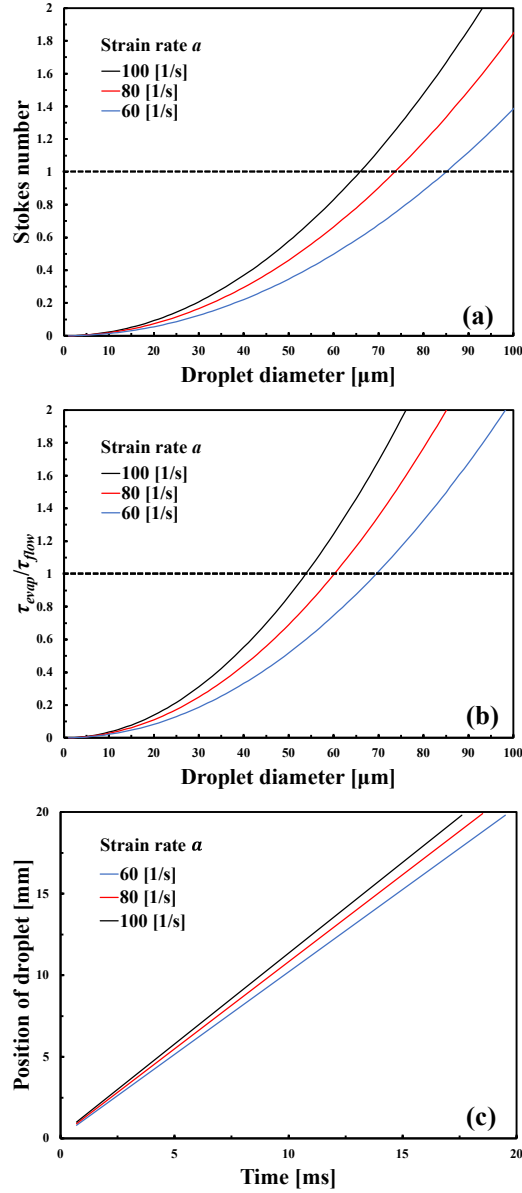 2
1.8
1.6
1.4
1.2
1
0.8
0.6
0.4
0.2
0
Stokes number
Strain rate a
100 [1/s]
80 [1/s]
60 [1/s]
(a)
0 10 20 30 40 50 60 70 80 90 100
Droplet diameter [μm]
2
1.8
1.6
1.4
1.2
1
0.8
0.6
0.4
0.2
0
τevap/τflow
Strain rate a
100 [1/s]
80 [1/s]
60 [1/s]
(b)
0 10 20 30 40 50 60 70 80 90 100
Droplet diameter [μm]
20
15
10
5
0
Position of droplet [mm]
Strain rate a
60 [1/s]
80 [1/s]
100 [1/s]
(c)
0 5 10 15 20
Time [ms]